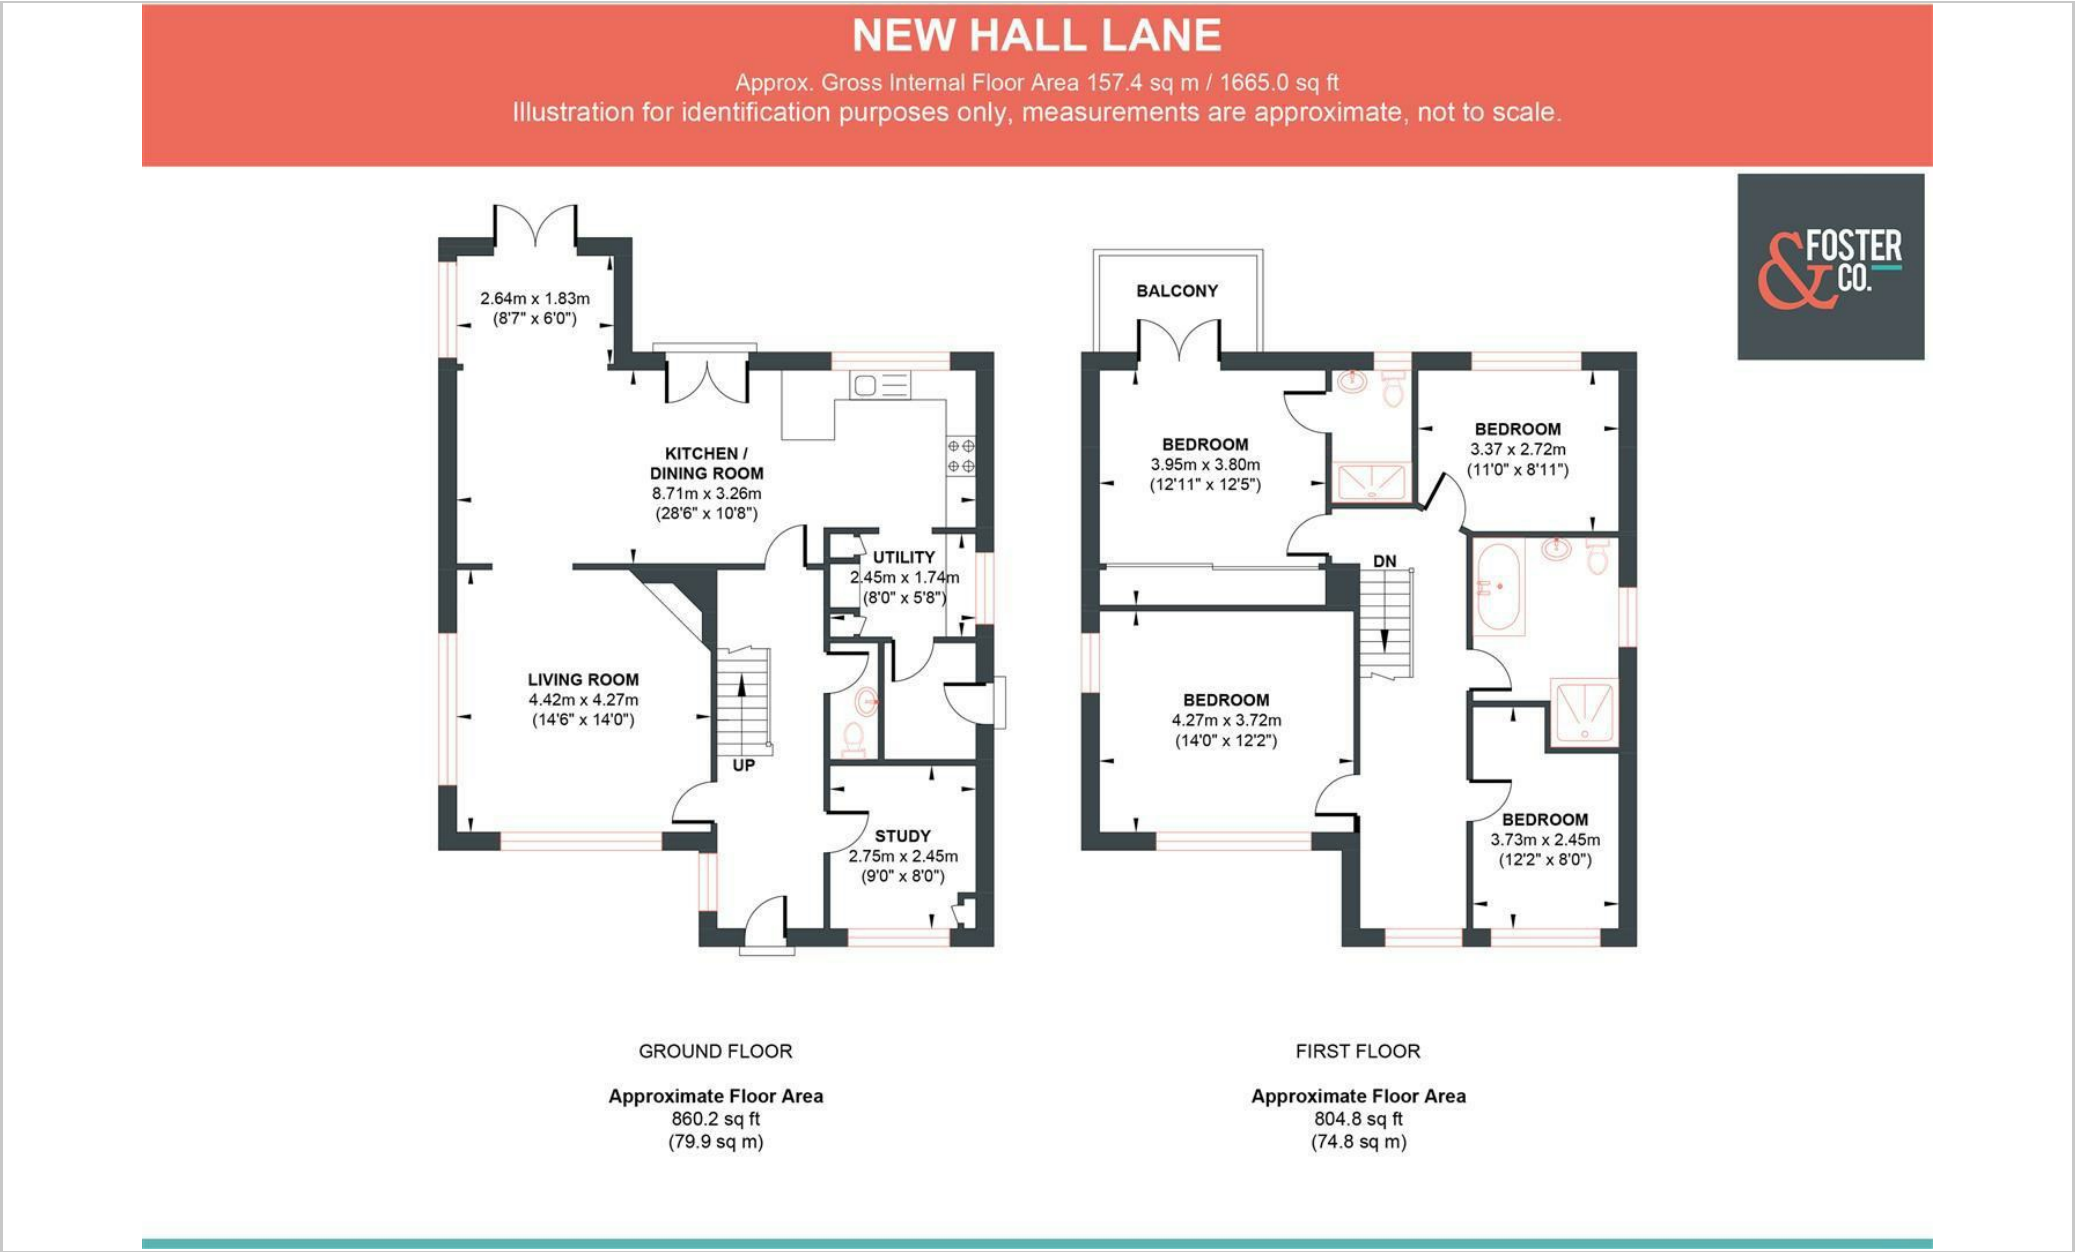 NEW HALL LANE
Approx. Gross Internal Floor Area 157.4 sq m / 1665.0 sq ft
Illustration for identification purposes only, measurements are approximate, not to scale.
& FOSTER
CO.
2.64m x 1.83m
(8'7" x 6'0")
KITCHEN /
DINING ROOM
8.71m x 3.26m
(28'6" x 10'8")
UTILITY
2.45m x 1.74m
(8'0" x 5'8")
LIVING ROOM
4.42m x 4.27m
(14'6" x 14'0")
UP
STUDY
2.75m x 2.45m
(9'0" x 8'0")
BALCONY
BEDROOM
3.95m x 3.80m
(12'11" x 12'5")
BEDROOM
3.37 x 2.72m
(11'0" x 8'11")
DN
BEDROOM
4.27m x 3.72m
(14'0" x 12'2")
BEDROOM
3.73m x 2.45m
(12'2" x 8'0")
GROUND FLOOR
Approximate Floor Area
860.2 sq ft
(79.9 sq m)
FIRST FLOOR
Approximate Floor Area
804.8 sq ft
(74.8 sq m)